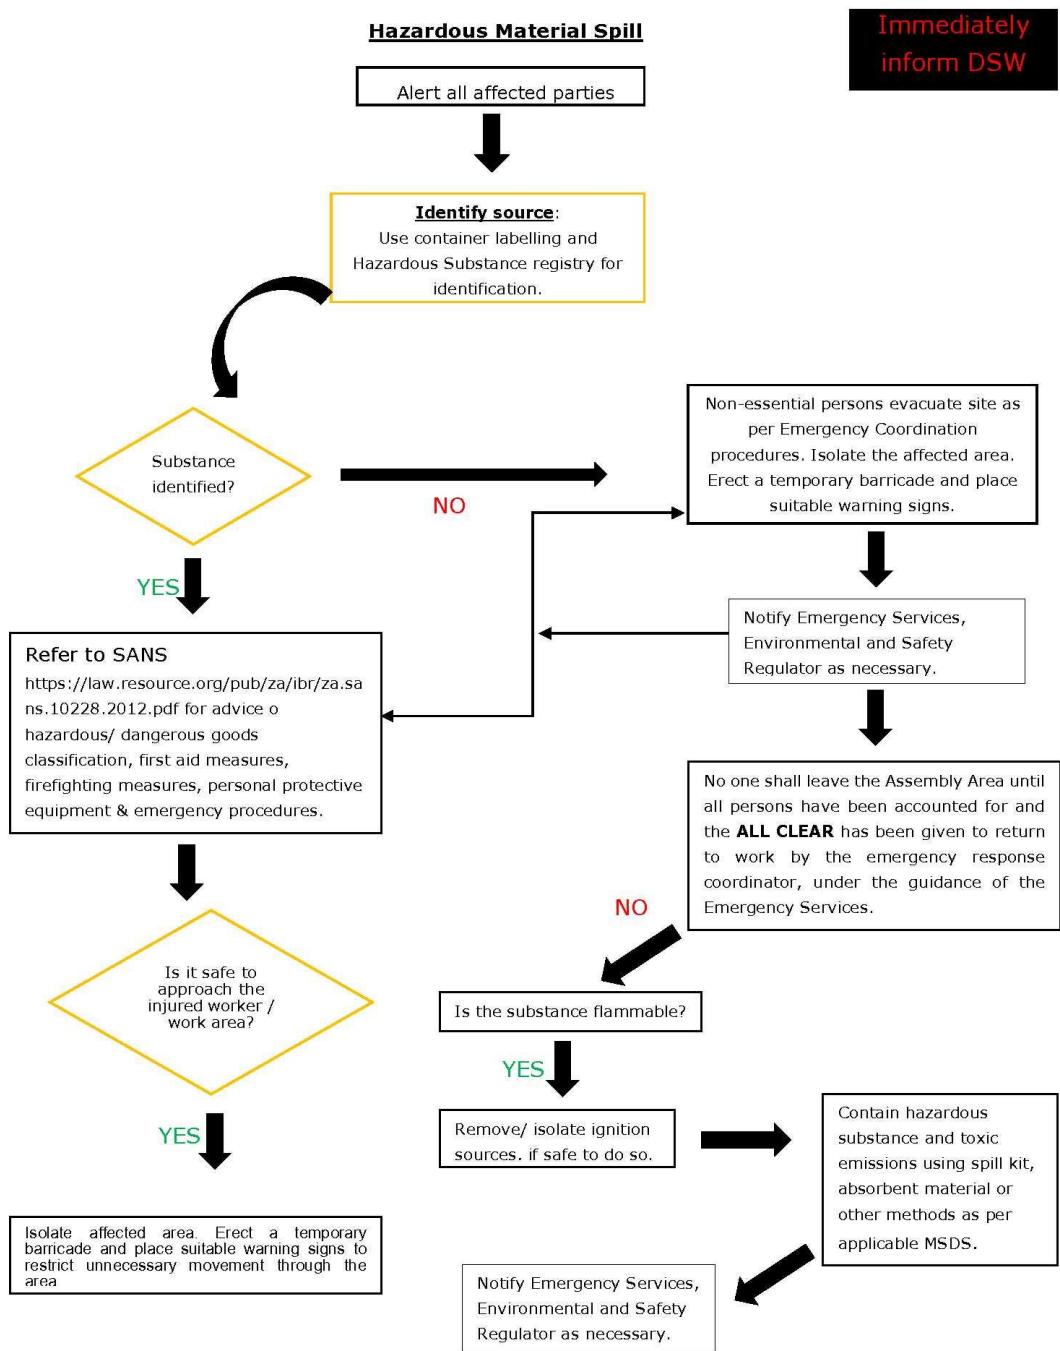 Hazardous Material Spill
Immediately
inform DSW
Alert all affected parties
Identify source:
Use container labelling and
Hazardous Substance registry for
identification.
Substance
identified?
NO
Non-essential persons evacuate site as
per Emergency Coordination
procedures. Isolate the affected area.
Erect a temporary barricade and place
suitable warning signs.
YES
Notify Emergency Services,
Environmental and Safety
Regulator as necessary.
Refer to SANS
https://law.resource.org/pub/za/ibr/za.sa
ns.10228.2012.pdf for advice o
hazardous/ dangerous goods
classification, first aid measures,
firefighting measures, personal protective
equipment & emergency procedures.
No one shall leave the Assembly Area until
all persons have been accounted for and
the ALL CLEAR has been given to return
to work by the emergency response
coordinator, under the guidance of the
Emergency Services.
NO
Is it safe to
approach the
injured worker /
work area?
Is the substance flammable?
YES
YES
Remove/ isolate ignition
sources. if safe to do so.
Contain hazardous
substance and toxic
emissions using spill kit,
absorbent material or
other methods as per
applicable MSDS.
Isolate affected area. Erect a temporary
barricade and place suitable warning signs to
restrict unnecessary movement through the
area
Notify Emergency Services,
Environmental and Safety
Regulator as necessary.